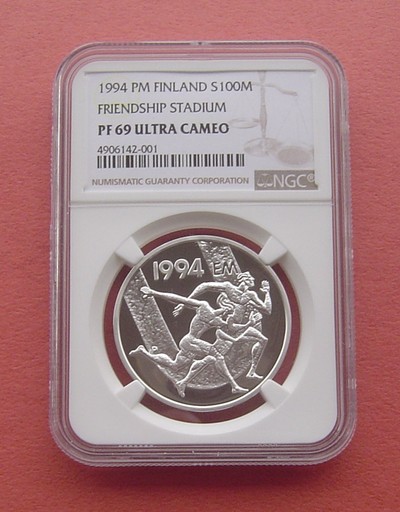 1994 PM FINLAND S100M
FRIENDSHIP STADIUM
PF 69 ULTRA CAMEO
4906142-001
NUMISMATIC GUARANTY CORPORATION
NGC®
1994 EM